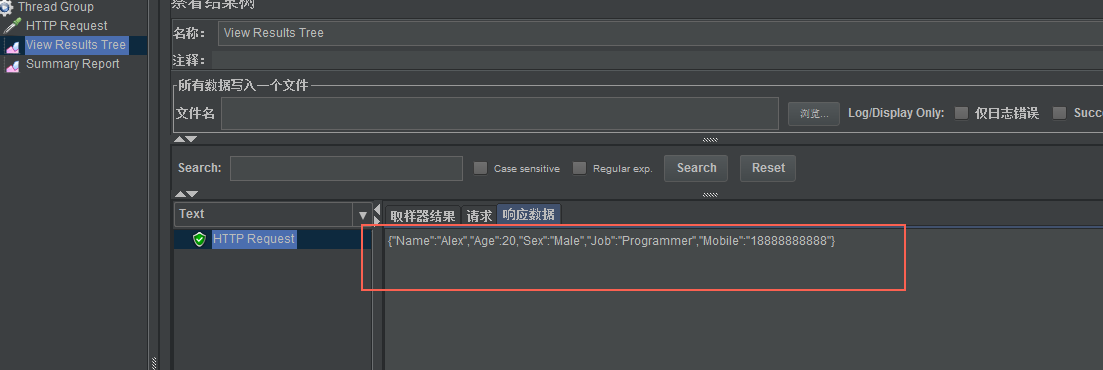 Thread Group
HTTP Request
View Results Tree
Summary Report
察看结果树
名称： View Results Tree
注释：
所有数据写入一个文件
文件名 浏览... Log/Display Only: 仅日志错误 Succe
Search: Case sensitive Regular exp. Search Reset
Text
取样器结果 请求 响应数据
HTTP Request
{"Name":"Alex","Age":20,"Sex":"Male","Job":"Programmer","Mobile":"18888888888"}